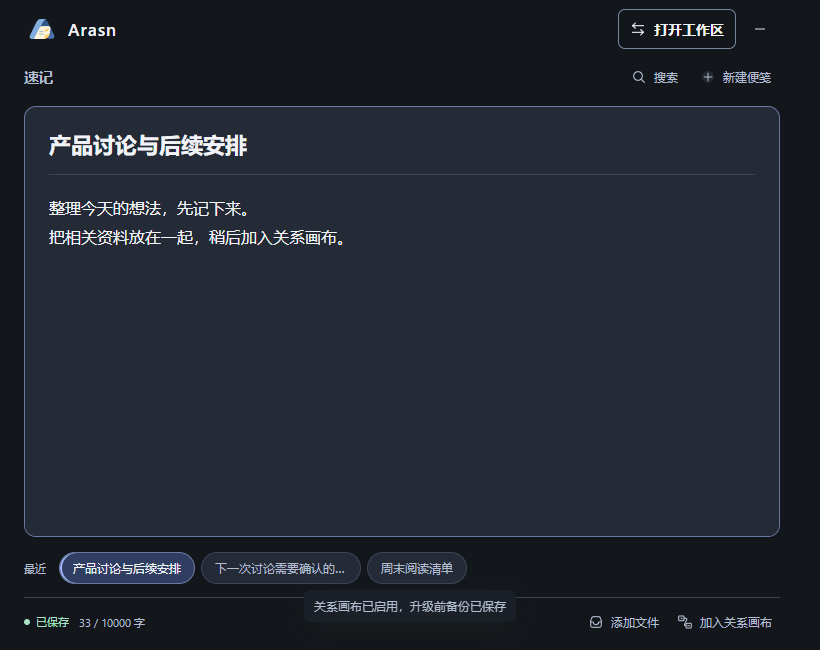 Arasn
打开工作区
速记
搜索
新建便笺
产品讨论与后续安排
整理今天的想法，先记下来。
把相关资料放在一起，稍后加入关系画布。
最近 产品讨论与后续安排 下一次讨论需要确认的... 周末阅读清单
关系画布已启用，升级前备份已保存
已保存 33 / 10000 字
添加文件
加入关系画布